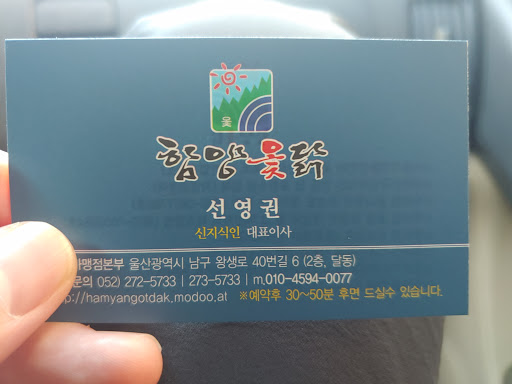 옻
함양옻닭
선영권
신지식인 대표이사
가맹점본부 울산광역시 남구 왕생로 40번길 6 (2층, 달동)
문의 052) 272-5733 | 273-5733 | m.010-4594-0077
p://hamyangotdak.modoo.at ※예약후 30~50분 후면 드실수 있습니다.